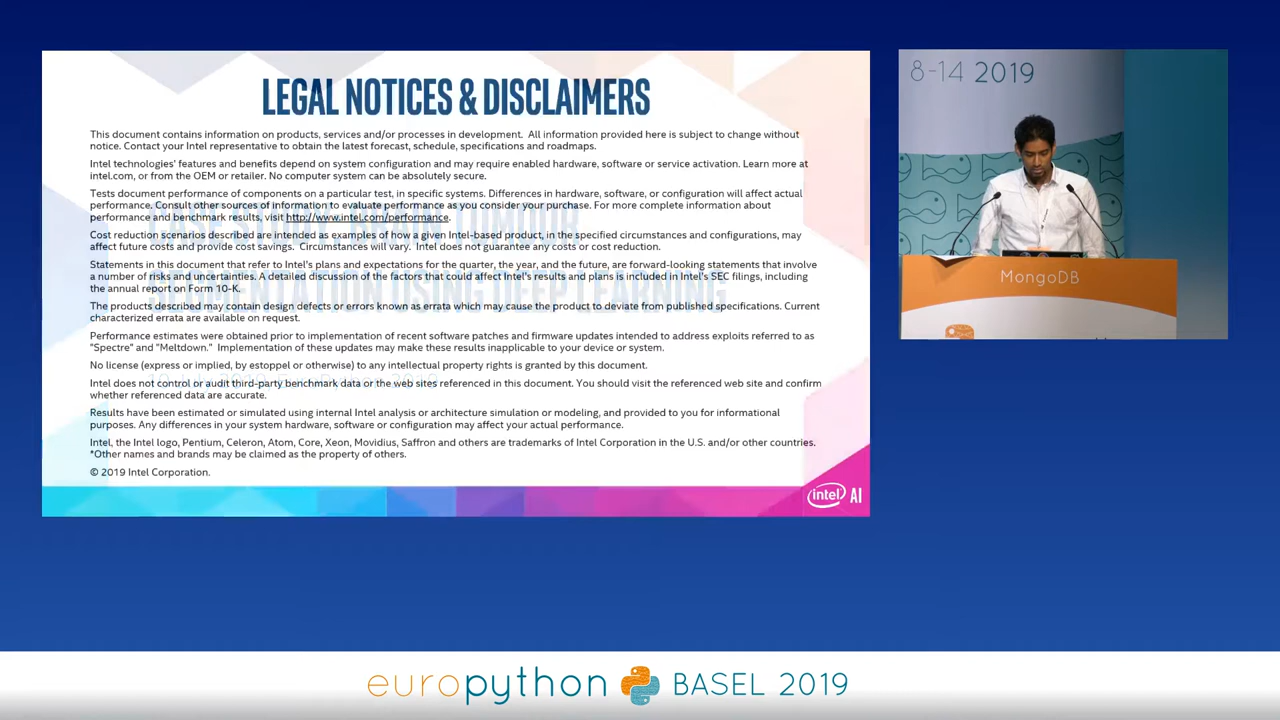 LEGAL NOTICES & DISCLAIMERS
This document contains information on products, services and/or processes in development. All information provided here is subject to change without
notice. Contact your Intel representative to obtain the latest forecast, schedule, specifications and roadmaps.
Intel technologies' features and benefits depend on system configuration and may require enabled hardware, software or service activation. Learn more at
intel.com, or from the OEM or retailer. No computer system can be absolutely secure.
Tests document performance of components on a particular test, in specific systems. Differences in hardware, software, or configuration will affect actual
performance. Consult other sources of information to evaluate performance as you consider your purchase. For more complete information about
performance and benchmark results, visit http://www.intel.com/performance.
Cost reduction scenarios described are intended as examples of how a given Intel-based product, in the specified circumstances and configurations, may
affect future costs and provide cost savings. Circumstances will vary. Intel does not guarantee any costs or cost reduction.
Statements in this document that refer to Intel's plans and expectations for the quarter, the year, and the future, are forward-looking statements that involve
a number of risks and uncertainties. A detailed discussion of the factors that could affect Intel's results and plans is included in Intel's SEC filings, including
the annual report on Form 10-K.
The products described may contain design defects or errors known as errata which may cause the product to deviate from published specifications. Current
characterized errata are available on request.
Performance estimates were obtained prior to implementation of recent software patches and firmware updates intended to address exploits referred to as
"Spectre" and "Meltdown." Implementation of these updates may make these results inapplicable to your device or system.
No license (express or implied, by estoppel or otherwise) to any intellectual property rights is granted by this document.
Intel does not control or audit third-party benchmark data or the web sites referenced in this document. You should visit the referenced web site and confirm
whether referenced data are accurate.
Results have been estimated or simulated using internal Intel analysis or architecture simulation or modeling, and provided to you for informational
purposes. Any differences in your system hardware, software or configuration may affect your actual performance.
Intel, the Intel logo, Pentium, Celeron, Atom, Core, Xeon, Movidius, Saffron and others are trademarks of Intel Corporation in the U.S. and/or other countries.
*Other names and brands may be claimed as the property of others.
© 2019 Intel Corporation.
intel AI
8-14 2019
MongoDB
europython BASEL 2019